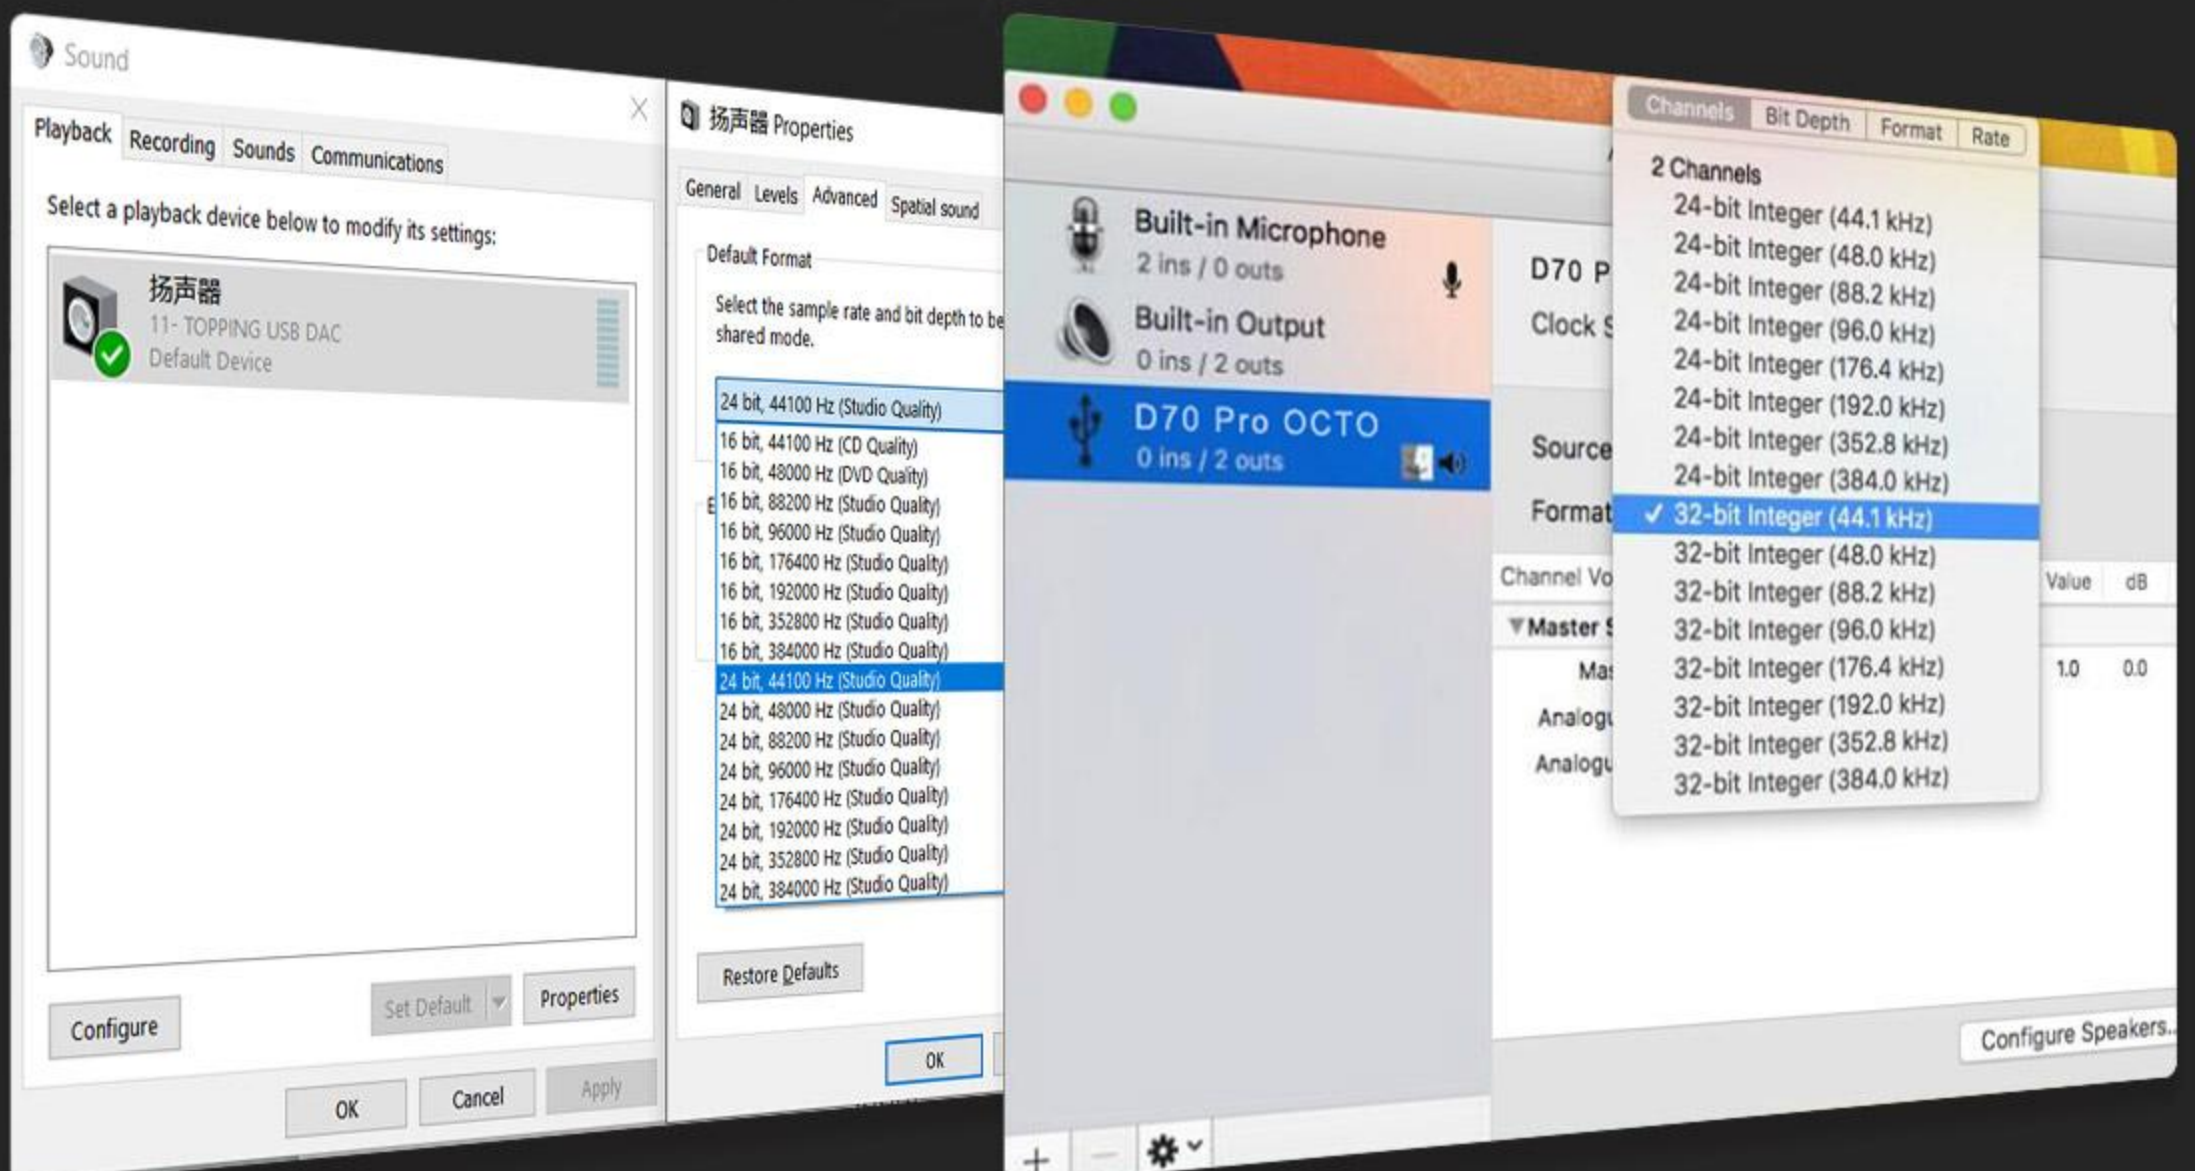 Sound
Playback
Recording
Sounds
Communications
Select a playback device below to modify its settings:
扬声器
11- TOPPING USB DAC
Default Device
Configure
Set Default
Properties
OK
Cancel
Apply
扬声器 Properties
General
Levels
Advanced
Spatial sound
Default Format
Select the sample rate and bit depth to be
shared mode.
24 bit, 44100 Hz (Studio Quality)
16 bit, 44100 Hz (CD Quality)
16 bit, 48000 Hz (DVD Quality)
16 bit, 88200 Hz (Studio Quality)
16 bit, 96000 Hz (Studio Quality)
16 bit, 176400 Hz (Studio Quality)
16 bit, 192000 Hz (Studio Quality)
16 bit, 352800 Hz (Studio Quality)
16 bit, 384000 Hz (Studio Quality)
24 bit, 44100 Hz (Studio Quality)
24 bit, 48000 Hz (Studio Quality)
24 bit, 88200 Hz (Studio Quality)
24 bit, 96000 Hz (Studio Quality)
24 bit, 176400 Hz (Studio Quality)
24 bit, 192000 Hz (Studio Quality)
24 bit, 352800 Hz (Studio Quality)
24 bit, 384000 Hz (Studio Quality)
Restore Defaults
OK
Built-in Microphone
2 ins / 0 outs
Built-in Output
0 ins / 2 outs
D70 Pro OCTO
0 ins / 2 outs
D70 P
Clock S
Source
Format
Channel Vo
Value
dB
Master S
Mas
1.0
0.0
Analogu
Analogu
Channels
Bit Depth
Format
Rate
2 Channels
24-bit Integer (44.1 kHz)
24-bit Integer (48.0 kHz)
24-bit Integer (88.2 kHz)
24-bit Integer (96.0 kHz)
24-bit Integer (176.4 kHz)
24-bit Integer (192.0 kHz)
24-bit Integer (352.8 kHz)
24-bit Integer (384.0 kHz)
✓ 32-bit Integer (44.1 kHz)
32-bit Integer (48.0 kHz)
32-bit Integer (88.2 kHz)
32-bit Integer (96.0 kHz)
32-bit Integer (176.4 kHz)
32-bit Integer (192.0 kHz)
32-bit Integer (352.8 kHz)
32-bit Integer (384.0 kHz)
Configure Speakers...